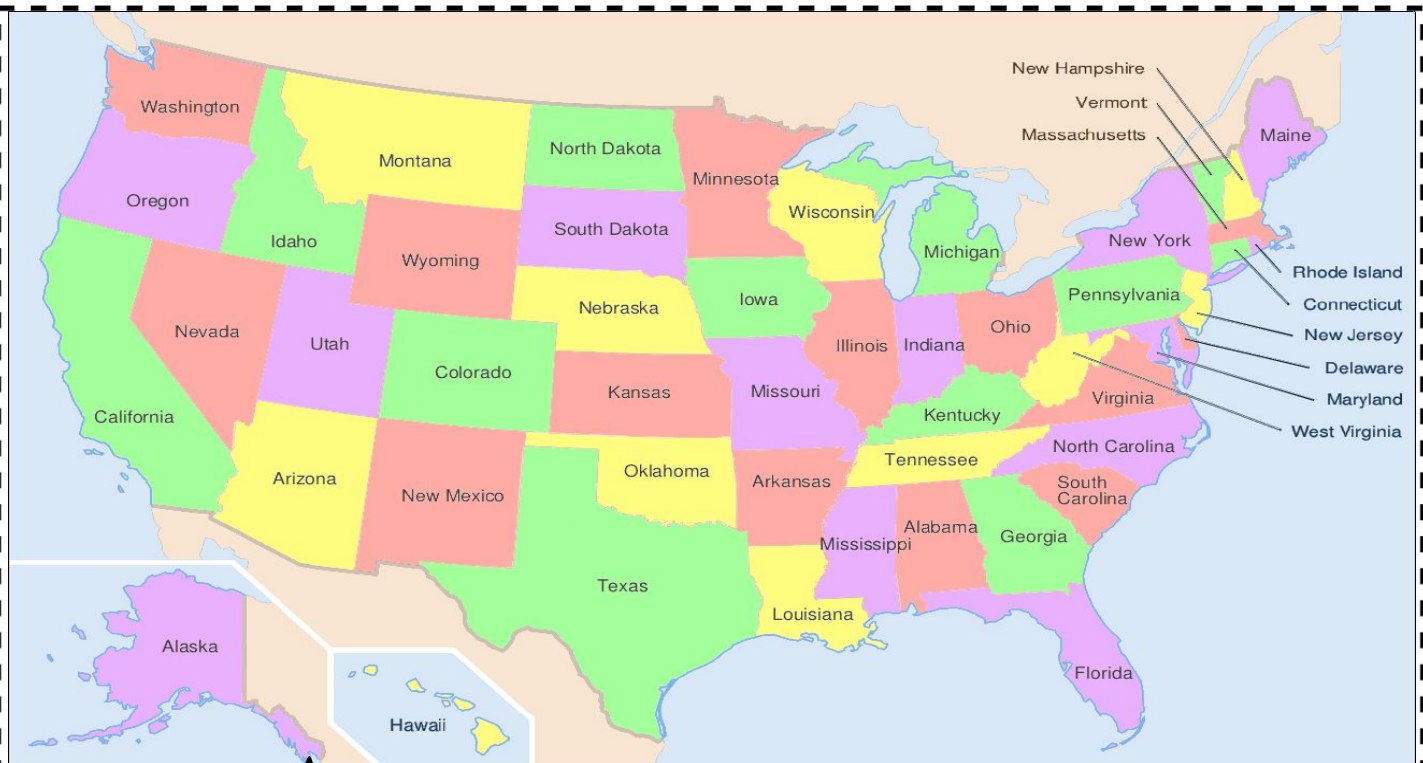 New Hampshire
Vermont
Massachusetts
Maine
Washington
Montana
North Dakota
Minnesota
Oregon
Idaho
Wyoming
South Dakota
Wisconsin
Michigan
New York
Rhode Island
Connecticut
New Jersey
Delaware
Maryland
West Virginia
Nevada
Utah
Colorado
Nebraska
Iowa
Illinois
Indiana
Ohio
Pennsylvania
California
Kansas
Missouri
Kentucky
Virginia
Arizona
New Mexico
Oklahoma
Arkansas
Tennessee
North Carolina
South
Carolina
Texas
Louisiana
Mississippi
Alabama
Georgia
Florida
Alaska
Hawaii